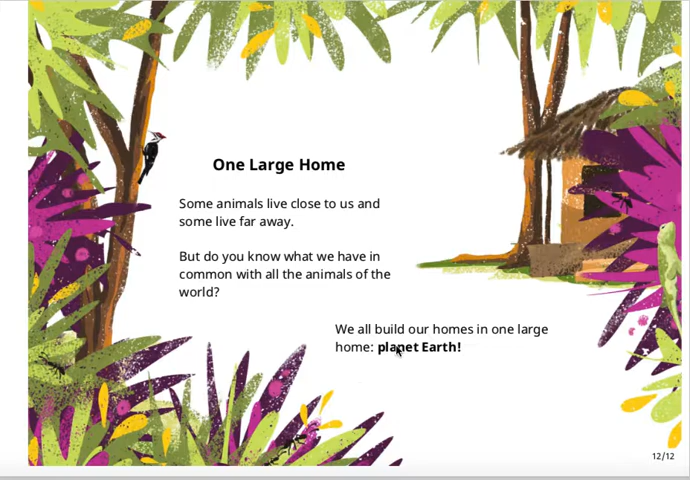 One Large Home
Some animals live close to us and
some live far away.
But do you know what we have in
common with all the animals of the
world?
We all build our homes in one large
home: planet Earth!
12/12